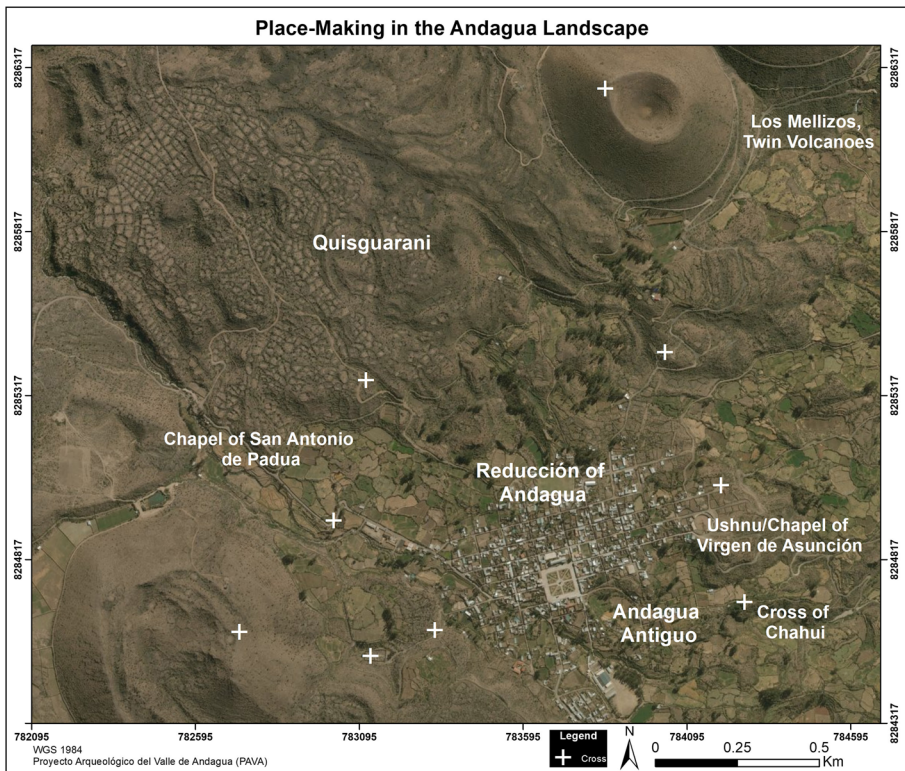 Place-Making in the Andagua Landscape
8286317
8286317
Los Mellizos,
Twin Volcanoes
8285817
8285817
Quisguarani
8285317
8285317
Chapel of San Antonio
de Padua
Reducción of
Andagua
Ushnu/Chapel of
Virgen de Asunción
8284817
8284817
Andagua
Antiguo
Cross of
Chahui
8284317
782095
782595
783095
783595
784095
784595
WGS 1984
Proyecto Arqueológico del Valle de Andagua (PAVA)
Legend
Cross
N
0 0.25 0.5
Km